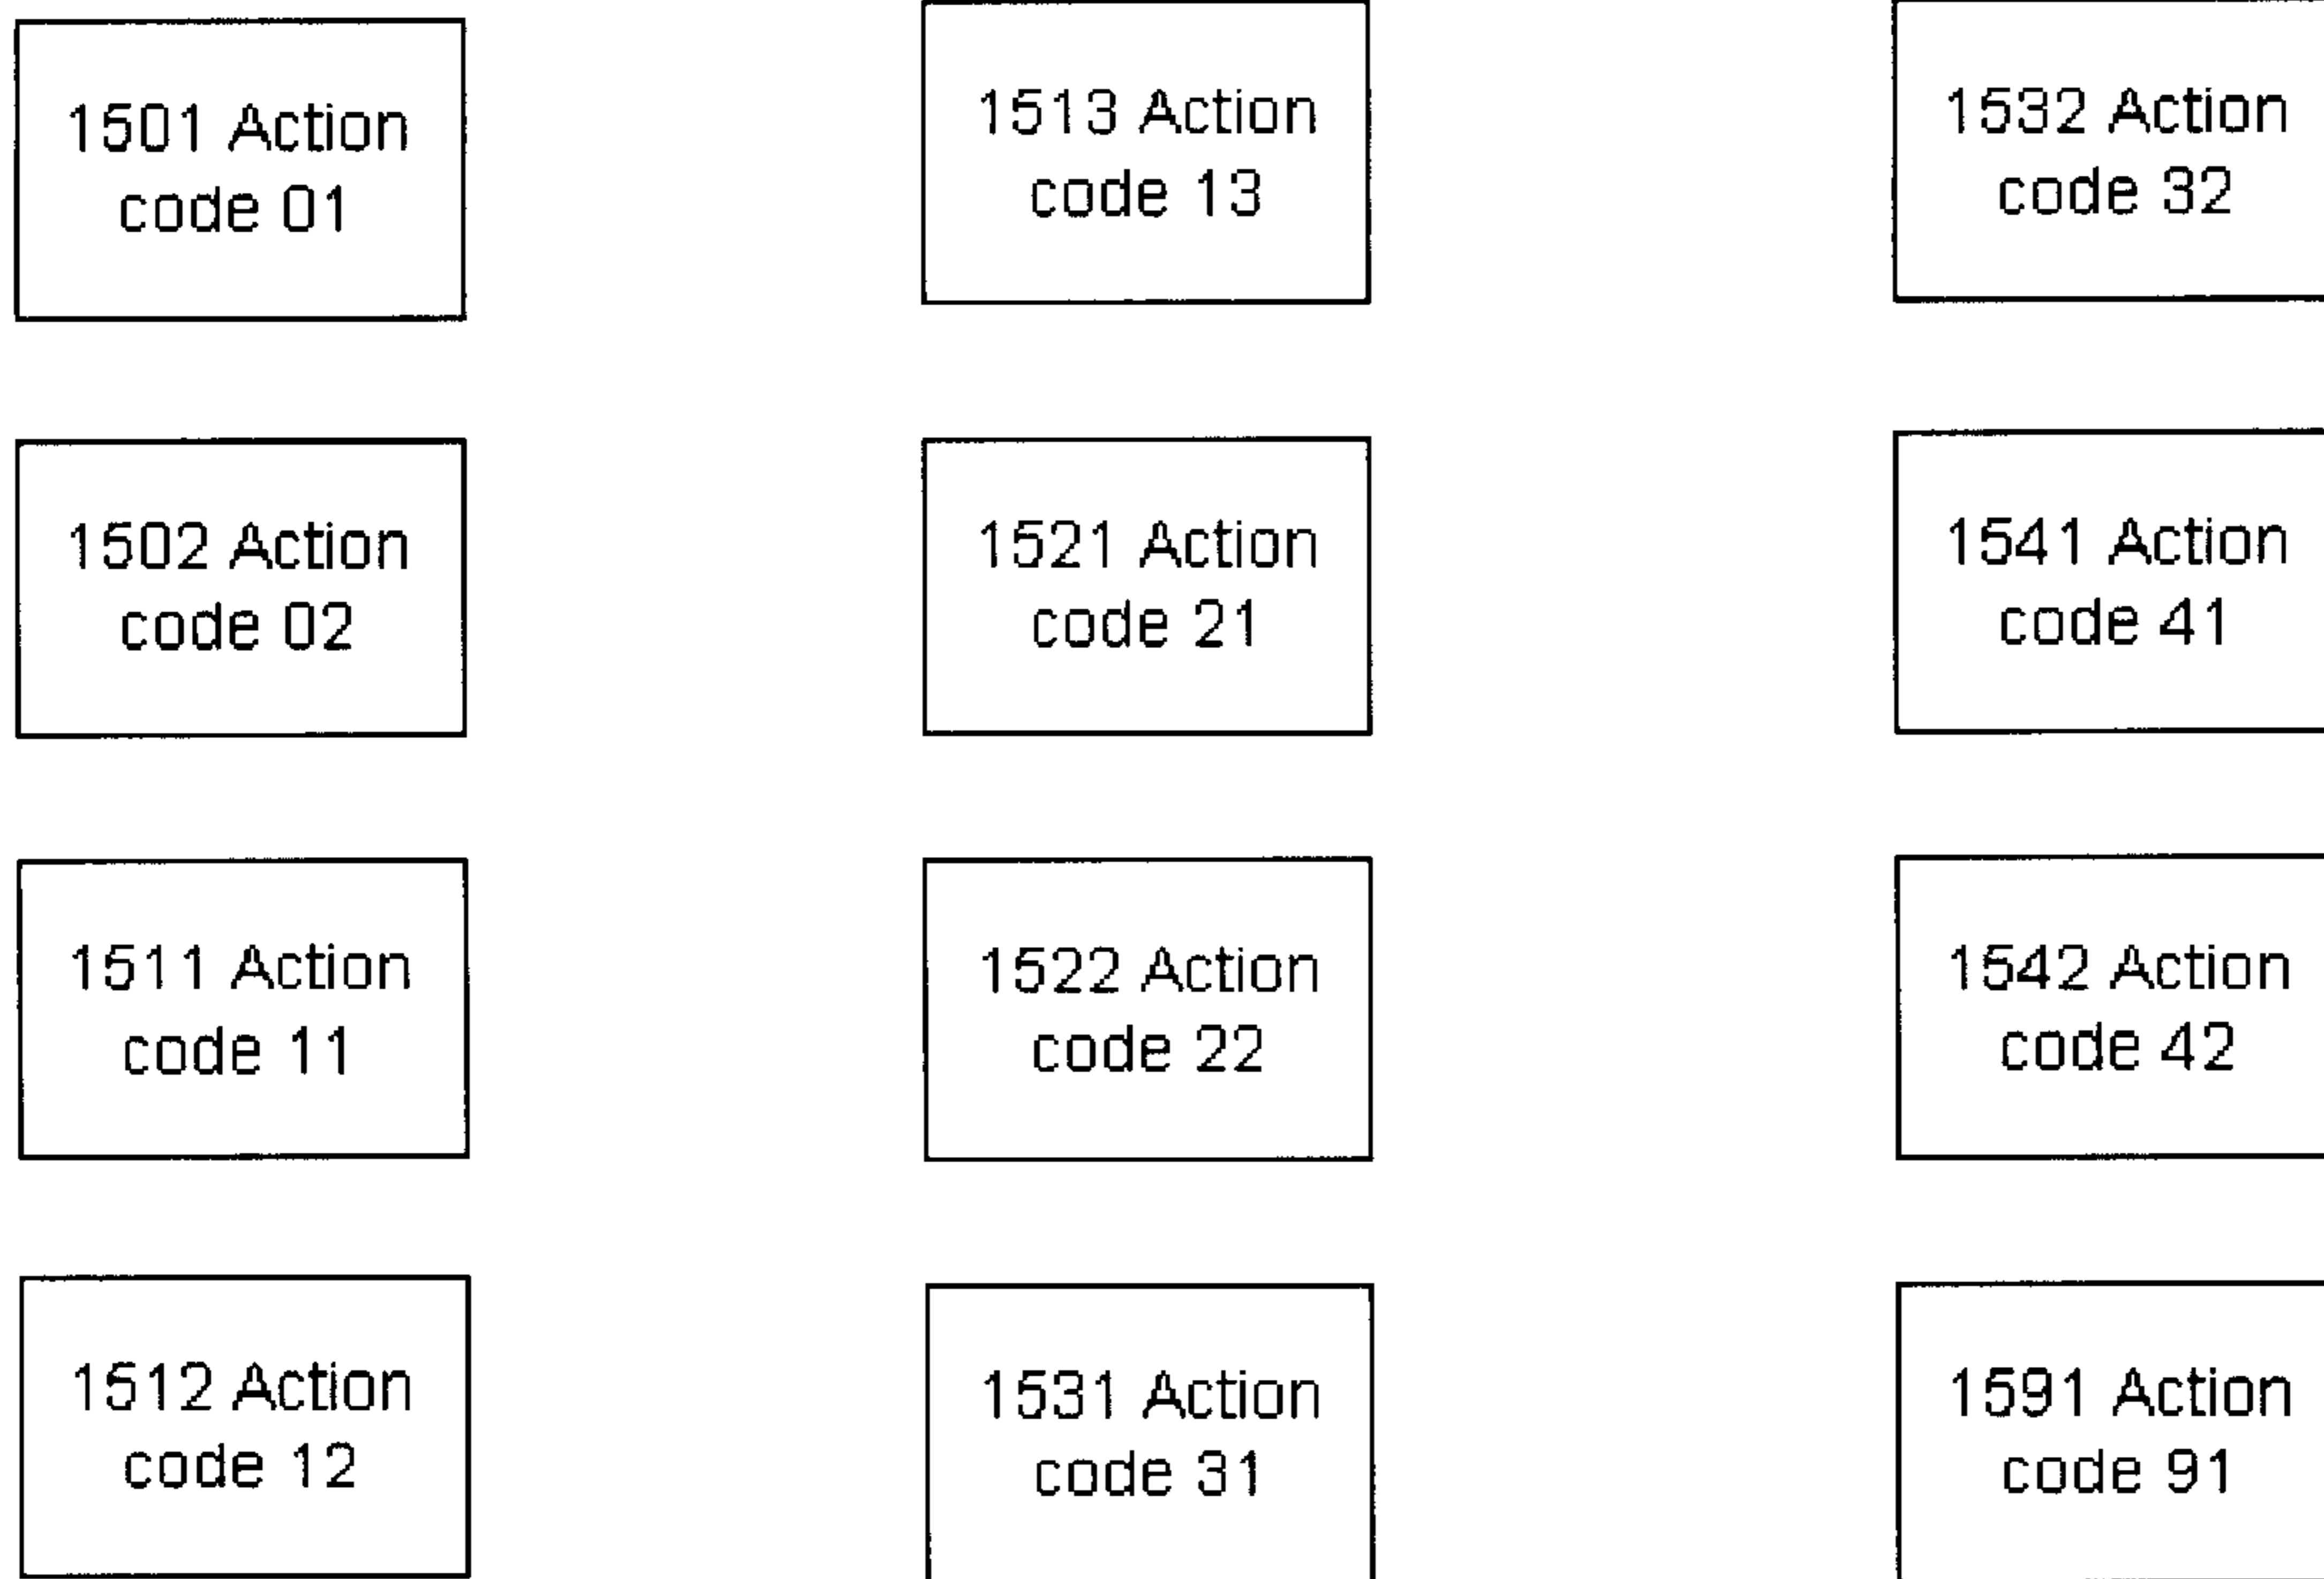 1501 Action
code 01
1502 Action
code 02
1511 Action
code 11
1512 Action
code 12
1513 Action
code 13
1521 Action
code 21
1522 Action
code 22
1531 Action
code 31
1532 Action
code 32
1541 Action
code 41
1542 Action
code 42
1591 Action
code 91